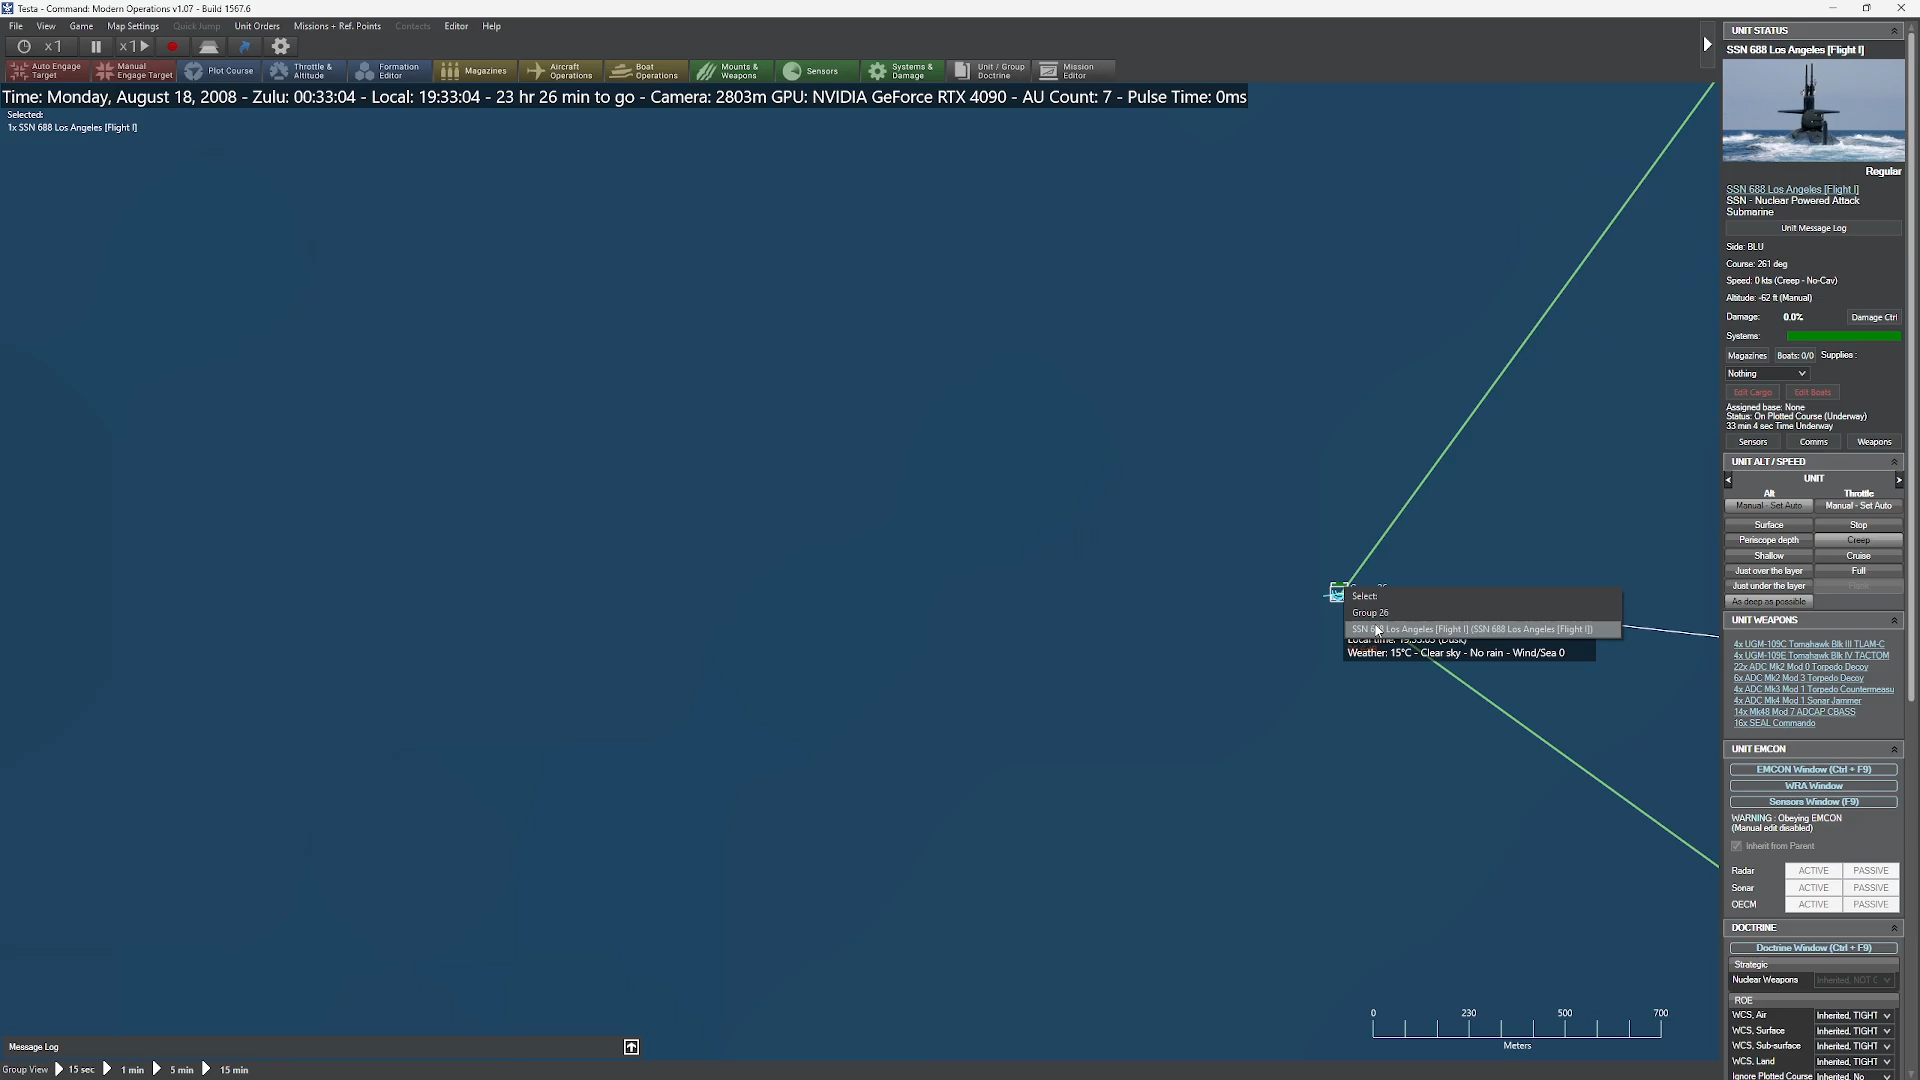 Testa - Command: Modern Operations v1.07 - Build 1567.6
File View Game Map Settings Quick Jump Unit Orders Missions + Ref. Points Contacts Editor Help
x1 x1
Auto Engage Target
Manual Engage Target
Plot Course
Throttle & Altitude
Formation Editor
Magazines
Aircraft Operations
Boat Operations
Mounts & Weapons
Sensors
Systems & Damage
Unit / Group Doctrine
Mission Editor
Time: Monday, August 18, 2008 - Zulu: 00:33:04 - Local: 19:33:04 - 23 hr 26 min to go - Camera: 2803m GPU: NVIDIA GeForce RTX 4090 - AU Count: 7 - Pulse Time: 0ms
Selected:
1x SSN 688 Los Angeles [Flight I]
Select:
Group 26
SSN 688 Los Angeles [Flight I] (SSN 688 Los Angeles [Flight I])
Weather: 15°C - Clear sky - No rain - Wind/Sea 0
0 230 500 700
Meters
Message Log
Group View 15 sec 1 min 5 min 15 min
UNIT STATUS
SSN 688 Los Angeles [Flight I]
Regular
SSN 688 Los Angeles [Flight I]
SSN - Nuclear Powered Attack
Submarine
Unit Message Log
Side: BLU
Course: 261 deg
Speed: 0 kts (Creep - No-Cav)
Altitude: -62 ft (Manual)
Damage: 0.0% Damage Ctrl
Systems:
Magazines Boats: 0/0 Supplies :
Nothing
Edit Cargo Edit Boats
Assigned base: None
Status: On Plotted Course (Underway)
33 min 4 sec Time Underway
Sensors Comms Weapons
UNIT ALT / SPEED
< UNIT >
Alt Throttle
Manual - Set Auto Manual - Set Auto
Surface Stop
Periscope depth Creep
Shallow Cruise
Just over the layer Full
Just under the layer Flank
As deep as possible
UNIT WEAPONS
4x UGM-109C Tomahawk Blk III TLAM-C
4x UGM-109E Tomahawk Blk IV TACTOM
22x ADC Mk2 Mod 0 Torpedo Decoy
6x ADC Mk2 Mod 3 Torpedo Decoy
4x ADC Mk3 Mod 1 Torpedo Countermeasu
4x ADC Mk4 Mod 1 Sonar Jammer
14x Mk48 Mod 7 ADCAP CBASS
16x SEAL Commando
UNIT EMCON
EMCON Window (Ctrl + F9)
WRA Window
Sensors Window (F9)
WARNING : Obeying EMCON
(Manual edit disabled)
Inherit from Parent
Radar ACTIVE PASSIVE
Sonar ACTIVE PASSIVE
OECM ACTIVE PASSIVE
DOCTRINE
Doctrine Window (Ctrl + F9)
Strategic
Nuclear Weapons Inherited, NOT C
ROE
WCS, Air Inherited, TIGHT
WCS, Surface Inherited, TIGHT
WCS, Sub-surface Inherited, TIGHT
WCS, Land Inherited, TIGHT
Ignore Plotted Course Inherited, No